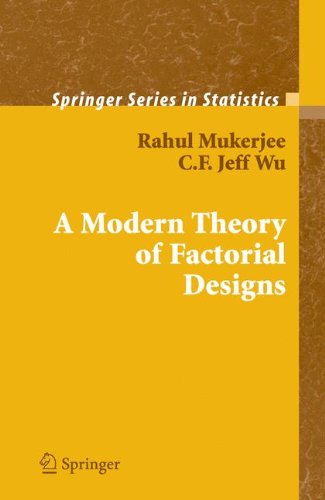 Springer Series in Statistics
Rahul Mukerjee
C.F. Jeff Wu
A Modern Theory
of Factorial
Designs
Springer